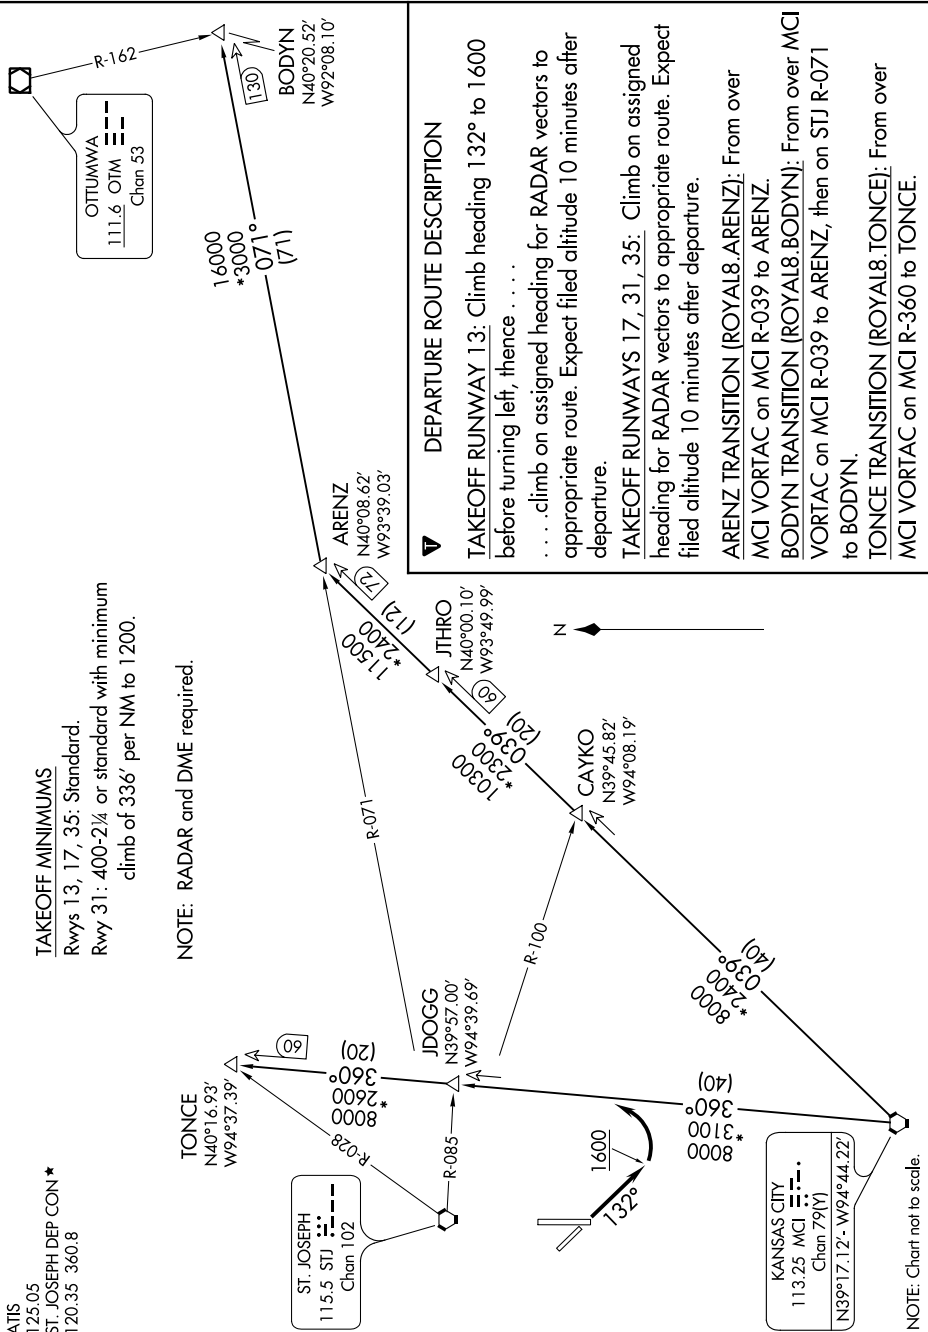 ATIS
125.05
ST. JOSEPH DEP CON★
120.35 360.8
TAKEOFF MINIMUMS
Rwys 13, 17, 35: Standard.
Rwy 31: 400-2¼ or standard with minimum
climb of 336' per NM to 1200.
NOTE: RADAR and DME required.
OTTUMWA
111.6 OTM
Chan 53
R-162
BODYN
N40°20.52'
W92°08.10'
130
16000
*3000
071°
(71)
ARENZ
N40°08.62'
W93°39.03'
72
11500
*2400
(12)
JTHRO
N40°00.10'
W93°49.99'
60
10300
*2300
039°
(20)
CAYKO
N39°45.82'
W94°08.19'
8000
*2400
039°
(40)
R-071
R-100
TONCE
N40°16.93'
W94°37.39'
60
8000
*2600
360°
(20)
R-028
R-085
JDOGG
N39°57.00'
W94°39.69'
ST. JOSEPH
115.5 STJ
Chan 102
8000
*3100
360°
(40)
1600
132°
KANSAS CITY
113.25 MCI
Chan 79(Y)
N39°17.12'- W94°44.22'
N
NOTE: Chart not to scale.
T
DEPARTURE ROUTE DESCRIPTION
TAKEOFF RUNWAY 13: Climb heading 132° to 1600
before turning left, thence . . . .
. . . .climb on assigned heading for RADAR vectors to
appropriate route. Expect filed altitude 10 minutes after
departure.
TAKEOFF RUNWAYS 17, 31, 35: Climb on assigned
heading for RADAR vectors to appropriate route. Expect
filed altitude 10 minutes after departure.
ARENZ TRANSITION (ROYAL8.ARENZ): From over
MCI VORTAC on MCI R-039 to ARENZ.
BODYN TRANSITION (ROYAL8.BODYN): From over MCI
VORTAC on MCI R-039 to ARENZ, then on STJ R-071
to BODYN.
TONCE TRANSITION (ROYAL8.TONCE): From over
MCI VORTAC on MCI R-360 to TONCE.